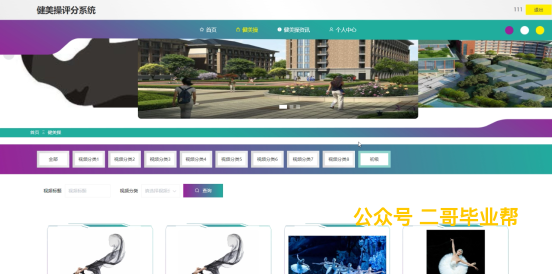 健美操评分系统
111 退出
首页 健美操 健美操资讯 个人中心
首页 健美操
全部 视频分类1 视频分类2 视频分类3 视频分类4 视频分类5 视频分类6 视频分类7 视频分类8
视频标题 视频标题 视频分类 查询
公众号 二哥毕业帮